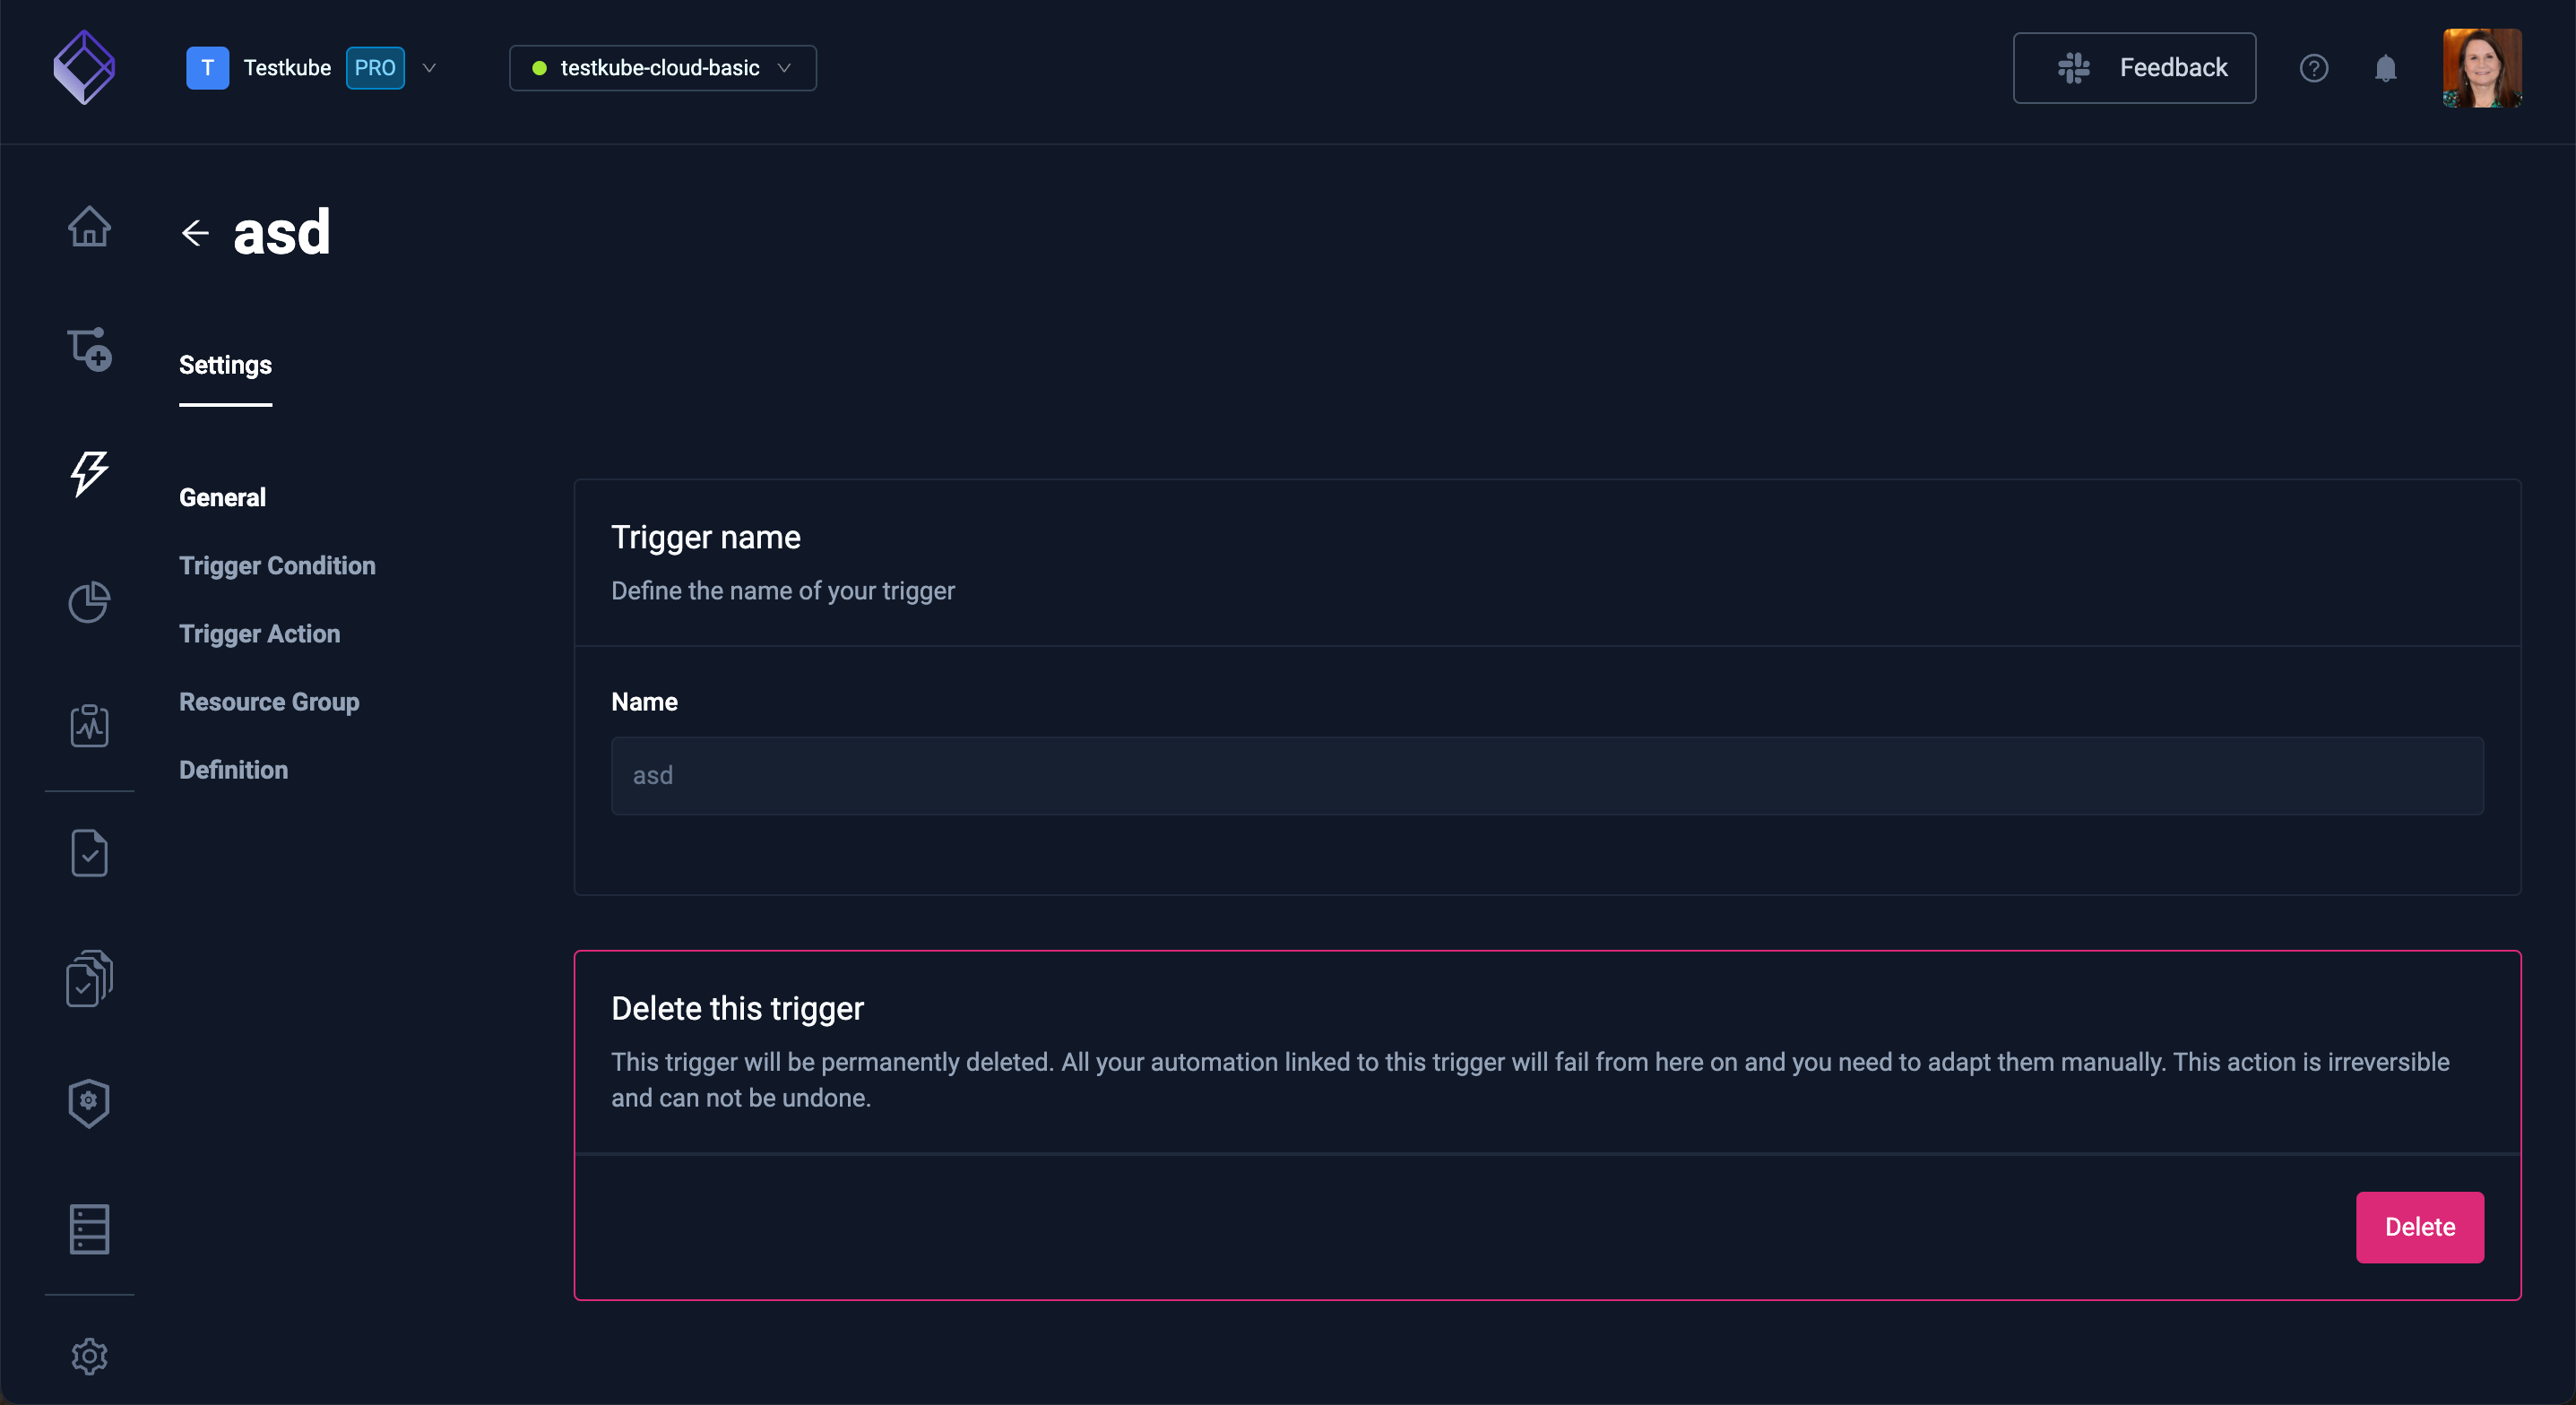 T Testkube PRO testkube-cloud-basic Feedback
asd
Settings
General
Trigger Condition
Trigger Action
Resource Group
Definition
Trigger name
Define the name of your trigger
Name
asd
Delete this trigger
This trigger will be permanently deleted. All your automation linked to this trigger will fail from here on and you need to adapt them manually. This action is irreversible
and can not be undone.
Delete